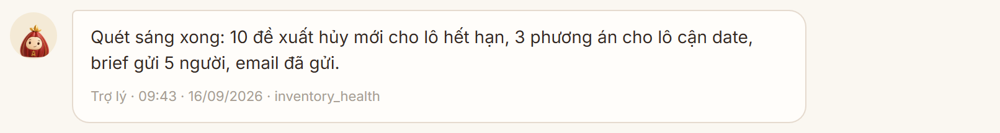 Quét sáng xong: 10 đề xuất hủy mới cho lô hết hạn, 3 phương án cho lô cận date,
brief gửi 5 người, email đã gửi.
Trợ lý · 09:43 · 16/09/2026 · inventory_health